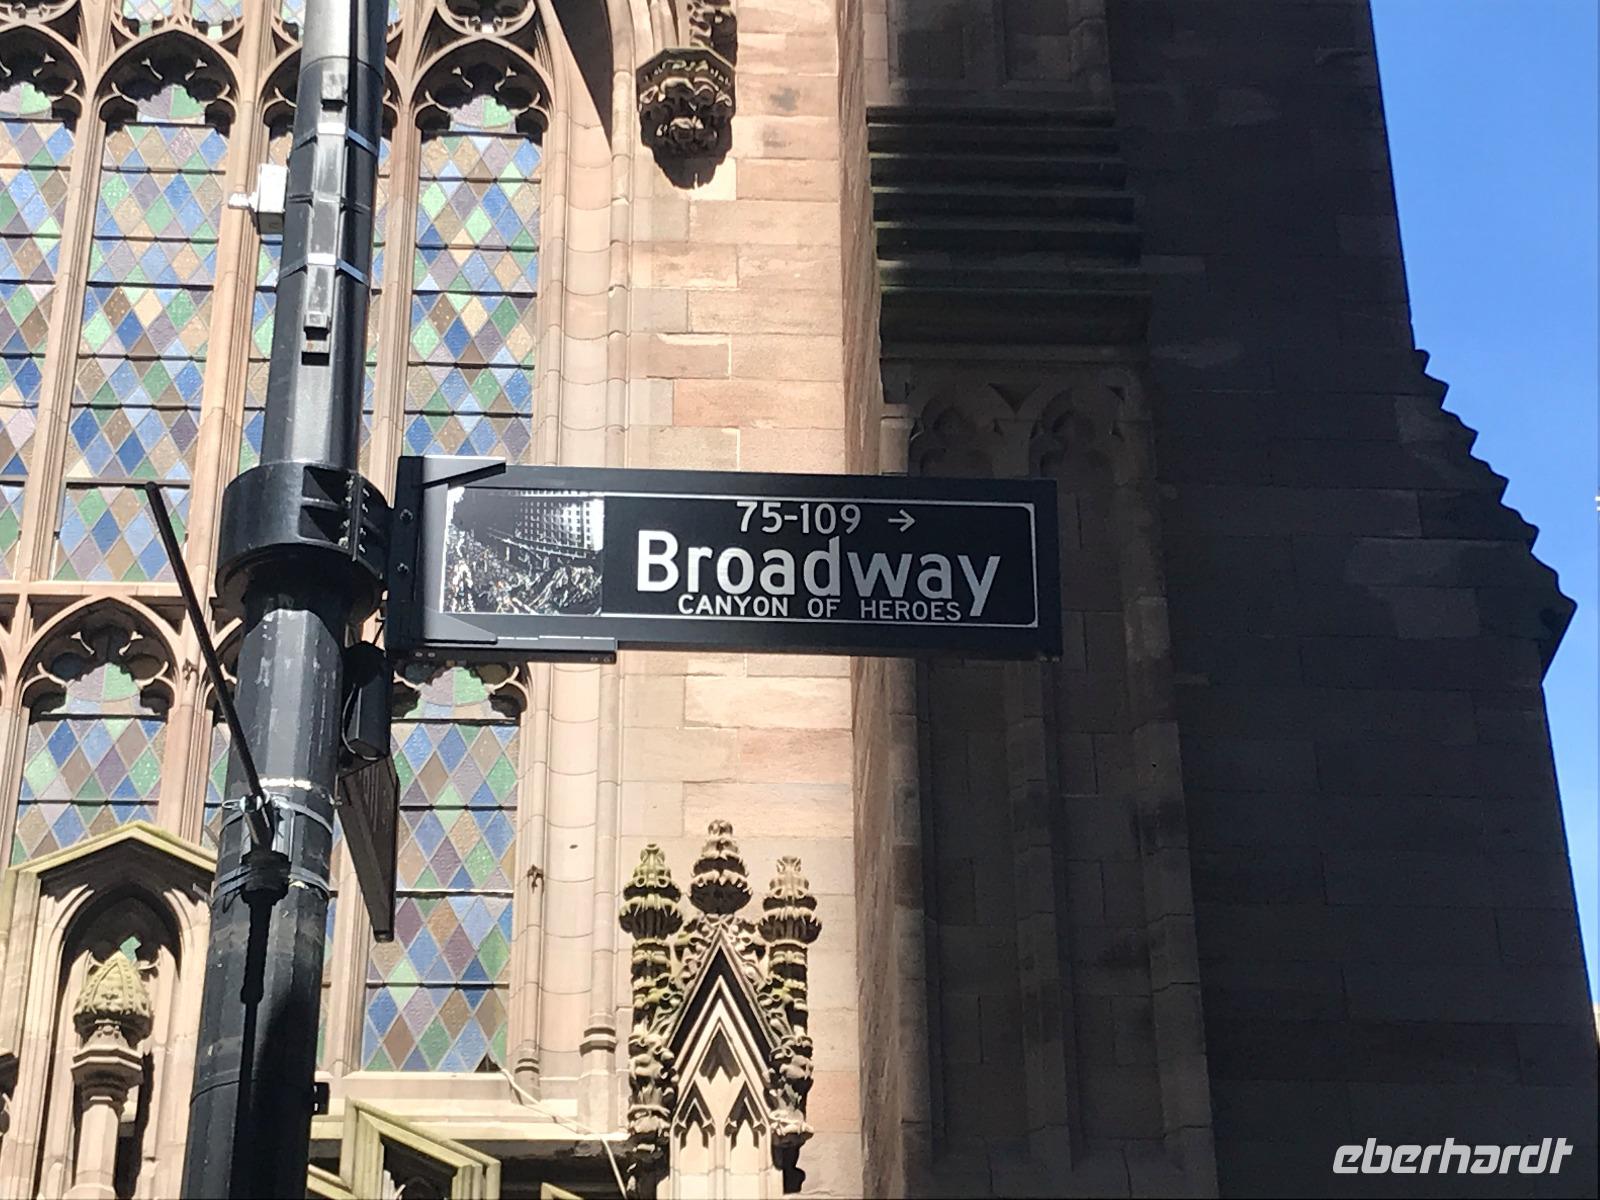 75-109 →
Broadway
CANYON OF HEROES
eberhardt